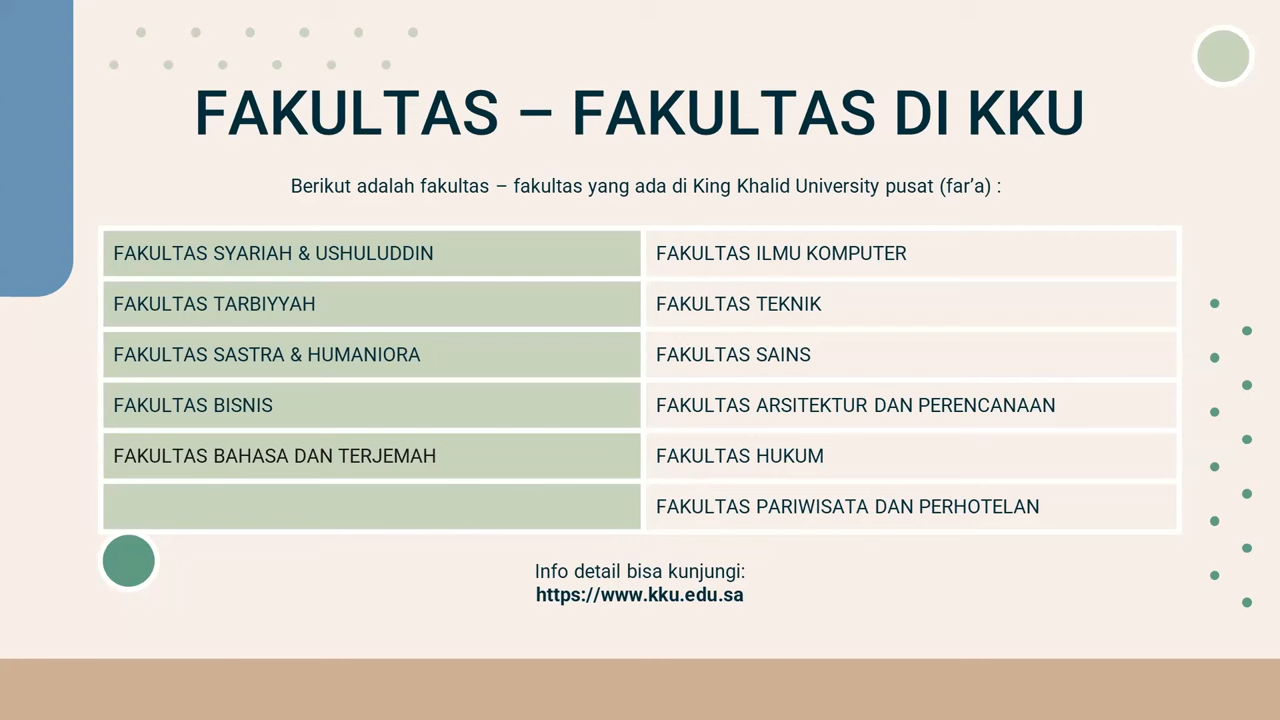 FAKULTAS – FAKULTAS DI KKU
Berikut adalah fakultas – fakultas yang ada di King Khalid University pusat (far’a) :
FAKULTAS SYARIAH & USHULUDDIN
FAKULTAS ILMU KOMPUTER
FAKULTAS TARBIYYAH
FAKULTAS TEKNIK
FAKULTAS SASTRA & HUMANIORA
FAKULTAS SAINS
FAKULTAS BISNIS
FAKULTAS ARSITEKTUR DAN PERENCANAAN
FAKULTAS BAHASA DAN TERJEMAH
FAKULTAS HUKUM
FAKULTAS PARIWISATA DAN PERHOTELAN
Info detail bisa kunjungi:
https://www.kku.edu.sa